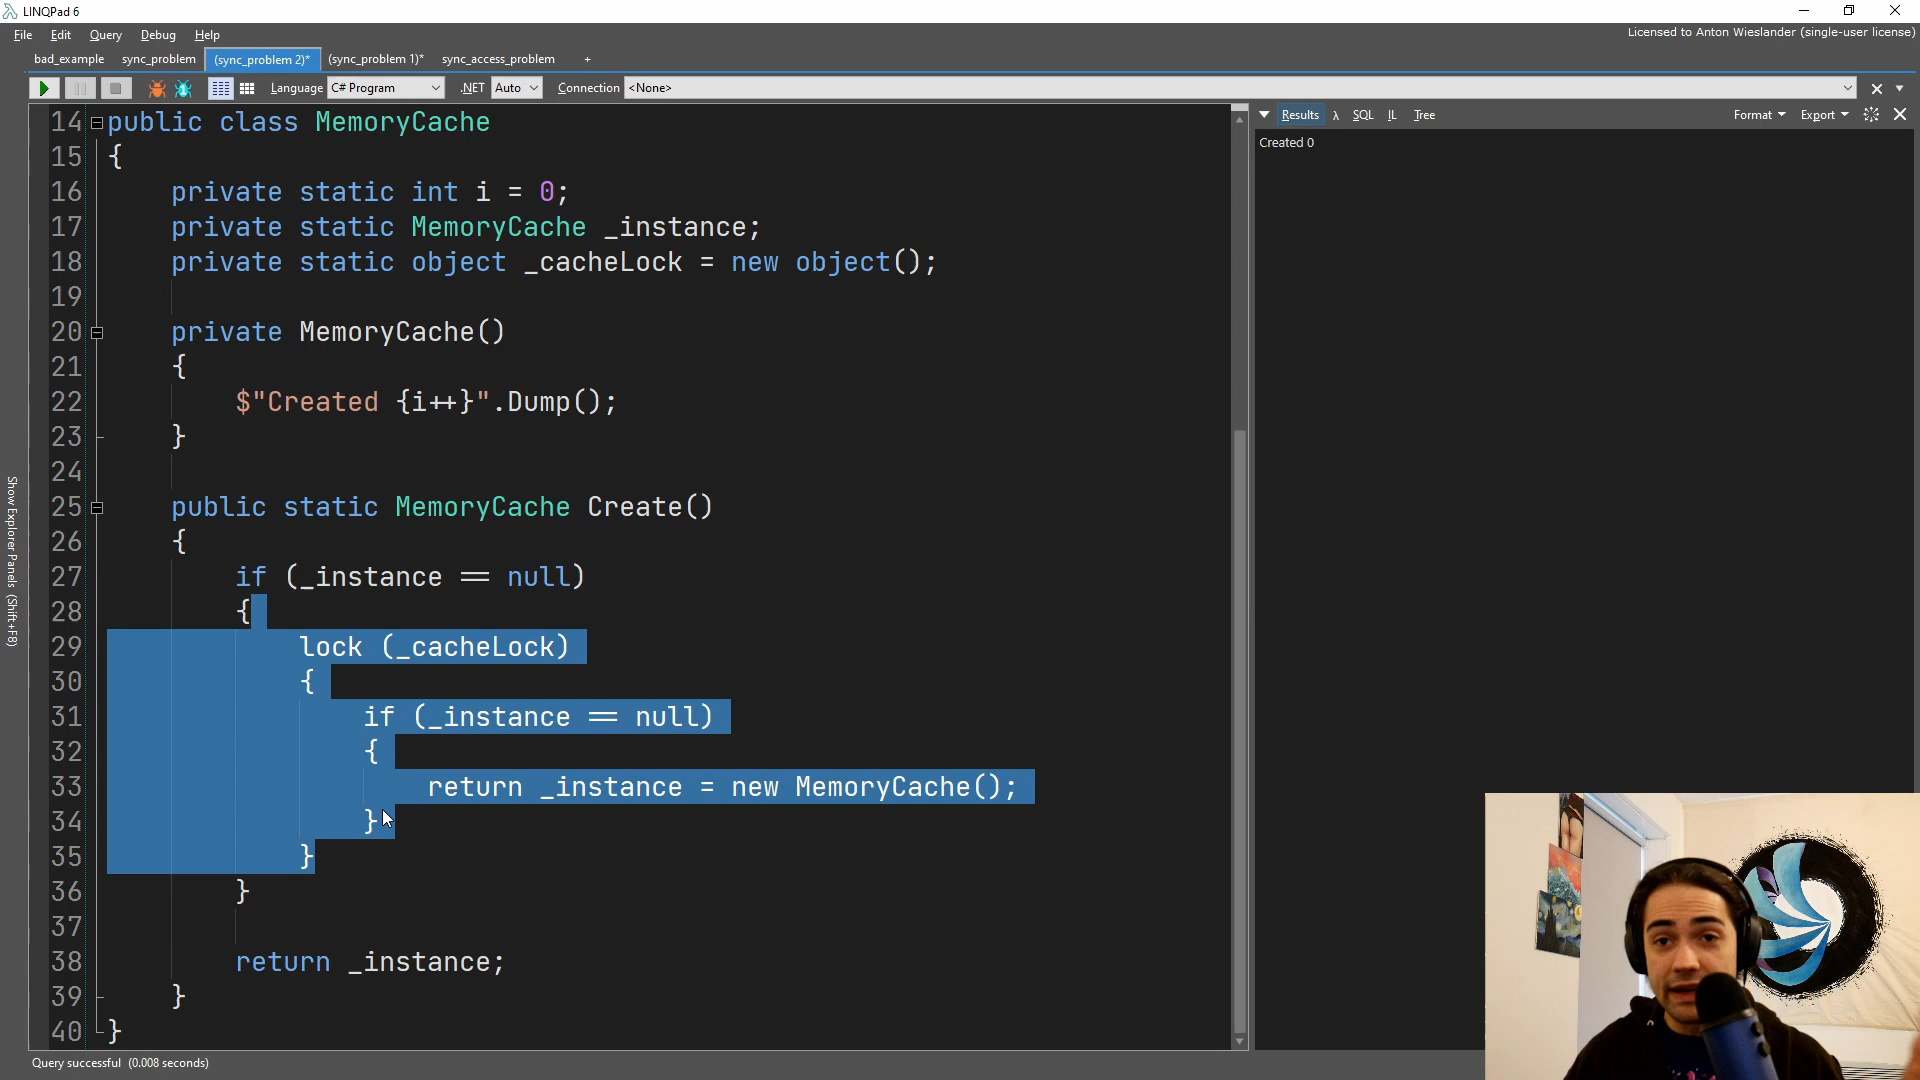 LINQPad 6
File Edit Query Debug Help
Licensed to Anton Wieslander (single-user license)
bad_example sync_problem (sync_problem 2)* (sync_problem 1)* sync_access_problem +
Language C# Program .NET Auto Connection <None>
Results λ SQL IL Tree Format Export
Created 0
Show Explorer Panels (Shift+F8)
14 public class MemoryCache
15 {
16 private static int i = 0;
17 private static MemoryCache _instance;
18 private static object _cacheLock = new object();
19
20 private MemoryCache()
21 {
22 $"Created {i++}".Dump();
23 }
24
25 public static MemoryCache Create()
26 {
27 if (_instance == null)
28 {
29 lock (_cacheLock)
30 {
31 if (_instance == null)
32 {
33 return _instance = new MemoryCache();
34 }
35 }
36 }
37
38 return _instance;
39 }
40 }
Query successful (0.008 seconds)